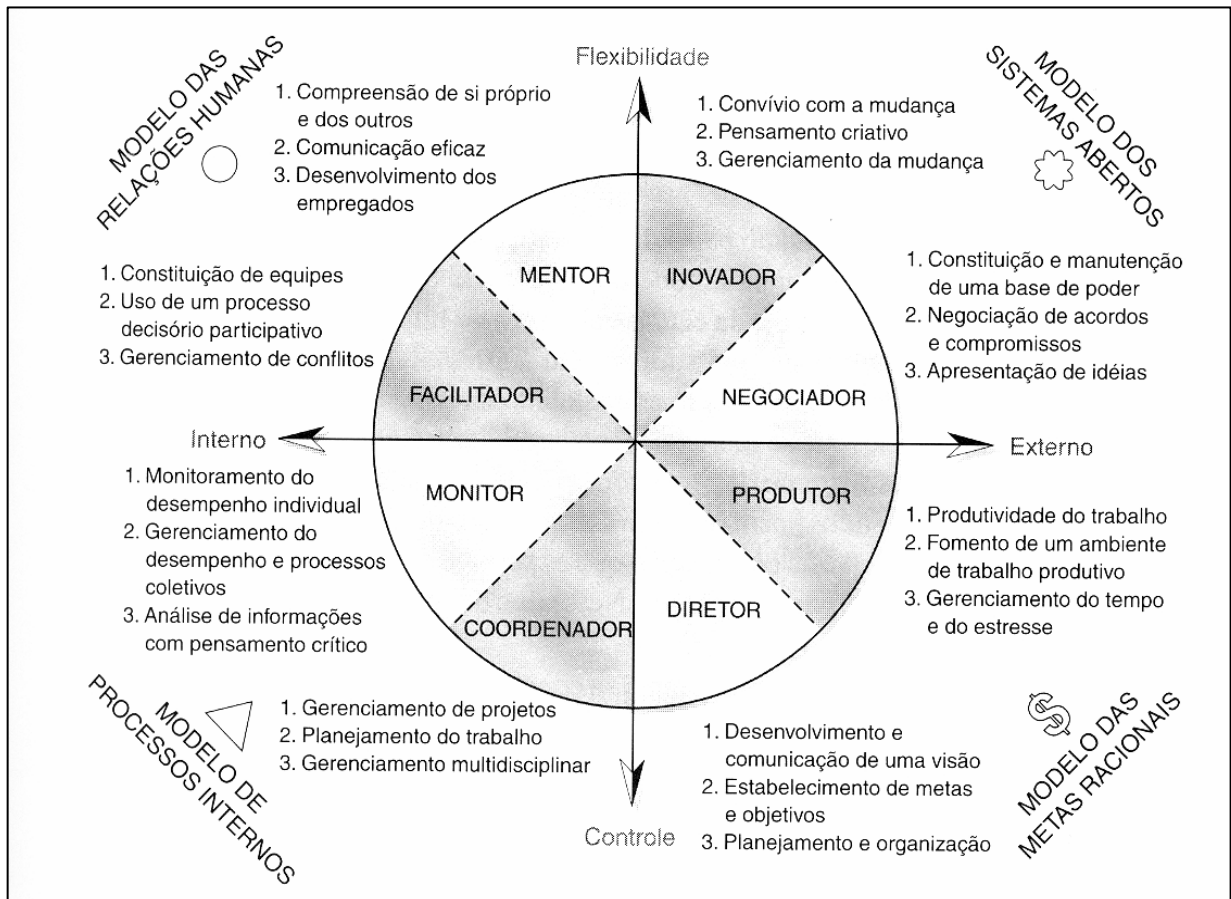 Flexibilidade
MODELO DAS
RELAÇÕES HUMANAS
1. Compreensão de si próprio
e dos outros
2. Comunicação eficaz
3. Desenvolvimento dos
empregados
1. Convívio com a mudança
2. Pensamento criativo
3. Gerenciamento da mudança
MODELO DOS
SISTEMAS ABERTOS
1. Constituição de equipes
2. Uso de um processo
decisório participativo
3. Gerenciamento de conflitos
MENTOR
INOVADOR
1. Constituição e manutenção
de uma base de poder
2. Negociação de acordos
e compromissos
3. Apresentação de idéias
FACILITADOR
NEGOCIADOR
Interno
Externo
1. Monitoramento do
desempenho individual
2. Gerenciamento do
desempenho e processos
coletivos
3. Análise de informações
com pensamento crítico
MONITOR
PRODUTOR
1. Produtividade do trabalho
2. Fomento de um ambiente
de trabalho produtivo
3. Gerenciamento do tempo
e do estresse
COORDENADOR
DIRETOR
MODELO DE
PROCESSOS INTERNOS
1. Gerenciamento de projetos
2. Planejamento do trabalho
3. Gerenciamento multidisciplinar
1. Desenvolvimento e
comunicação de uma visão
2. Estabelecimento de metas
e objetivos
3. Planejamento e organização
$
MODELO DAS
METAS RACIONAIS
Controle